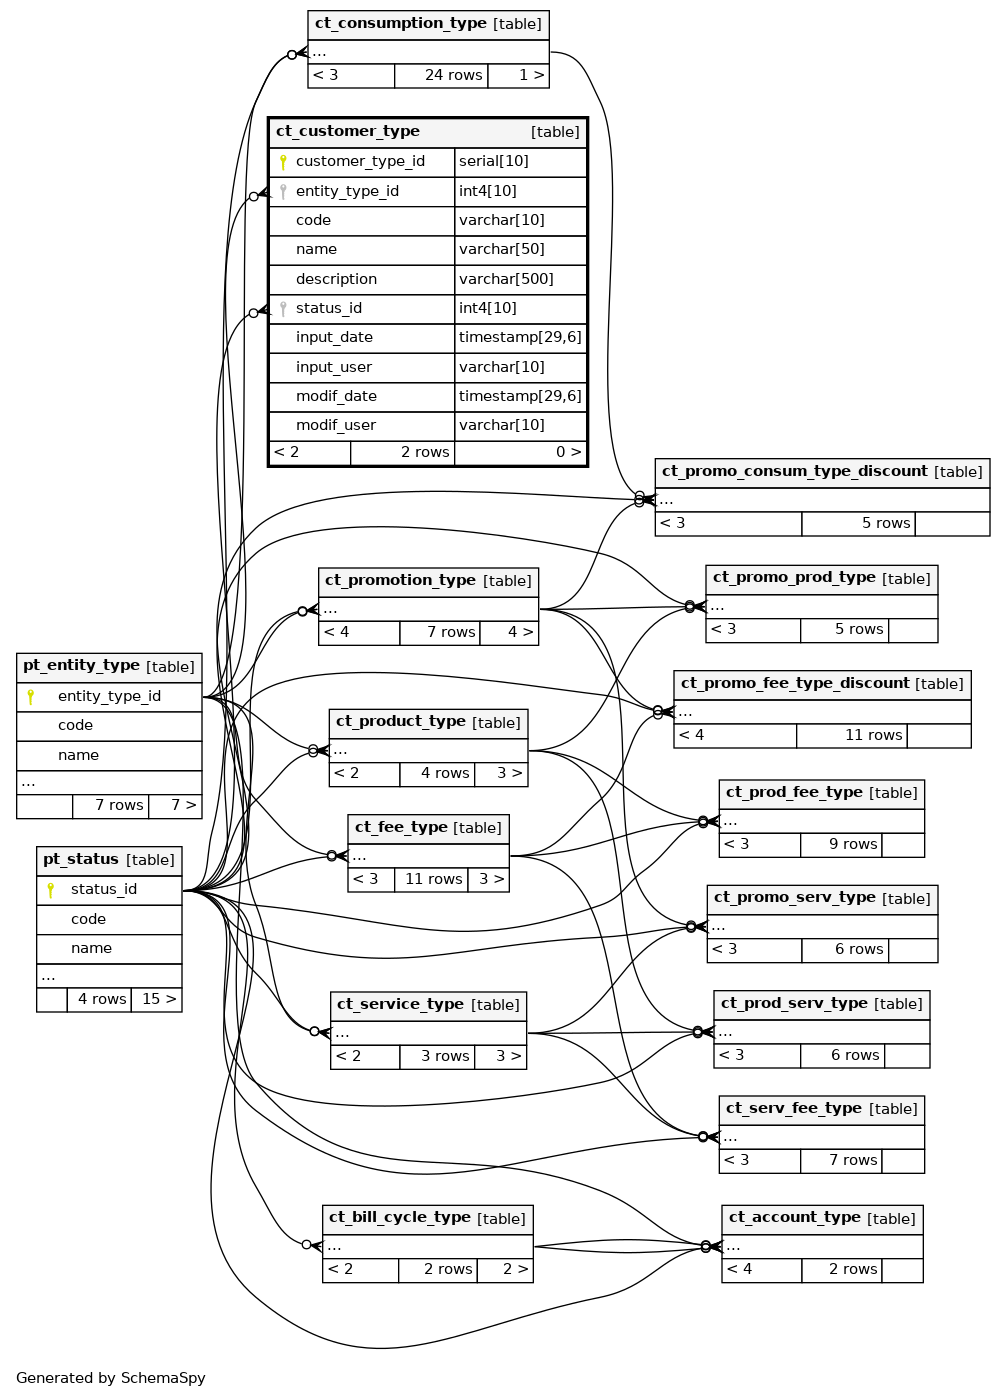 ct_consumption_type [table]
...
< 3 24 rows 1 >
ct_customer_type [table]
customer_type_id serial[10]
entity_type_id int4[10]
code varchar[10]
name varchar[50]
description varchar[500]
status_id int4[10]
input_date timestamp[29,6]
input_user varchar[10]
modif_date timestamp[29,6]
modif_user varchar[10]
< 2 2 rows 0 >
ct_promo_consum_type_discount [table]
...
< 3 5 rows
ct_promotion_type [table]
...
< 4 7 rows 4 >
ct_promo_prod_type [table]
...
< 3 5 rows
pt_entity_type [table]
entity_type_id
code
name
...
7 rows 7 >
ct_promo_fee_type_discount [table]
...
< 4 11 rows
ct_product_type [table]
...
< 2 4 rows 3 >
ct_prod_fee_type [table]
...
< 3 9 rows
ct_fee_type [table]
...
< 3 11 rows 3 >
pt_status [table]
status_id
code
name
...
4 rows 15 >
ct_promo_serv_type [table]
...
< 3 6 rows
ct_service_type [table]
...
< 2 3 rows 3 >
ct_prod_serv_type [table]
...
< 3 6 rows
ct_serv_fee_type [table]
...
< 3 7 rows
ct_bill_cycle_type [table]
...
< 2 2 rows 2 >
ct_account_type [table]
...
< 4 2 rows
Generated by SchemaSpy